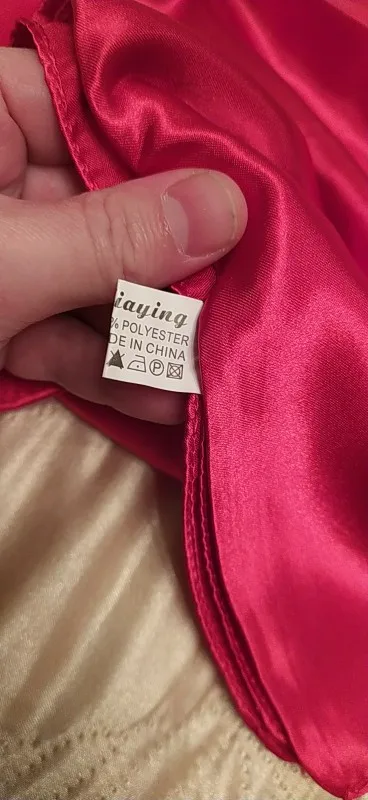 iaying
% POLYESTER
DE IN CHINA
P